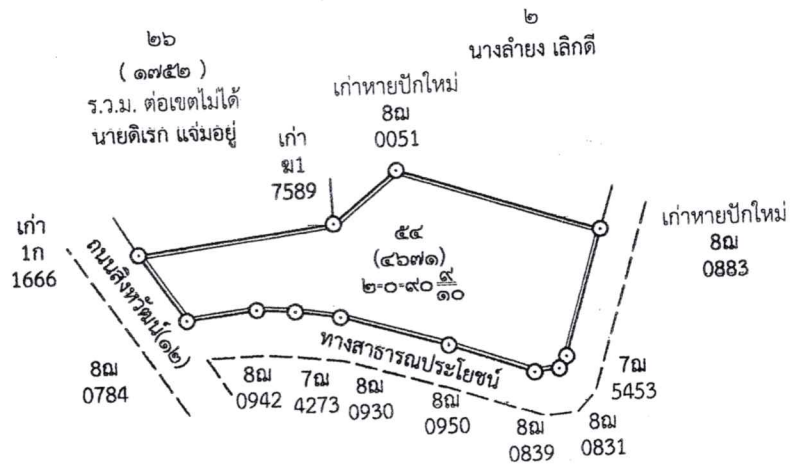 ๒
นางลำยง เลิกดี
๒๖
( ๑๗๕๒ )
ร.ว.ม. ต่อเขตไม่ได้
นายดิเรก แจ่มอยู่
เก่าหายปักใหม่
8ฌ
0051
เก่า
ฆ1
7589
เก่า
1ก
1666
ถนนสิงหวัฒน์(๑๒)
๕๔
(๔๖๗๑)
๒-๐-๙๐ ๙/๑๐
เก่าหายปักใหม่
8ฌ
0883
ทางสาธารณประโยชน์
8ฌ
0784
8ฌ
0942
7ฌ
4273
8ฌ
0930
8ฌ
0950
8ฌ
0839
8ฌ
0831
7ฌ
5453